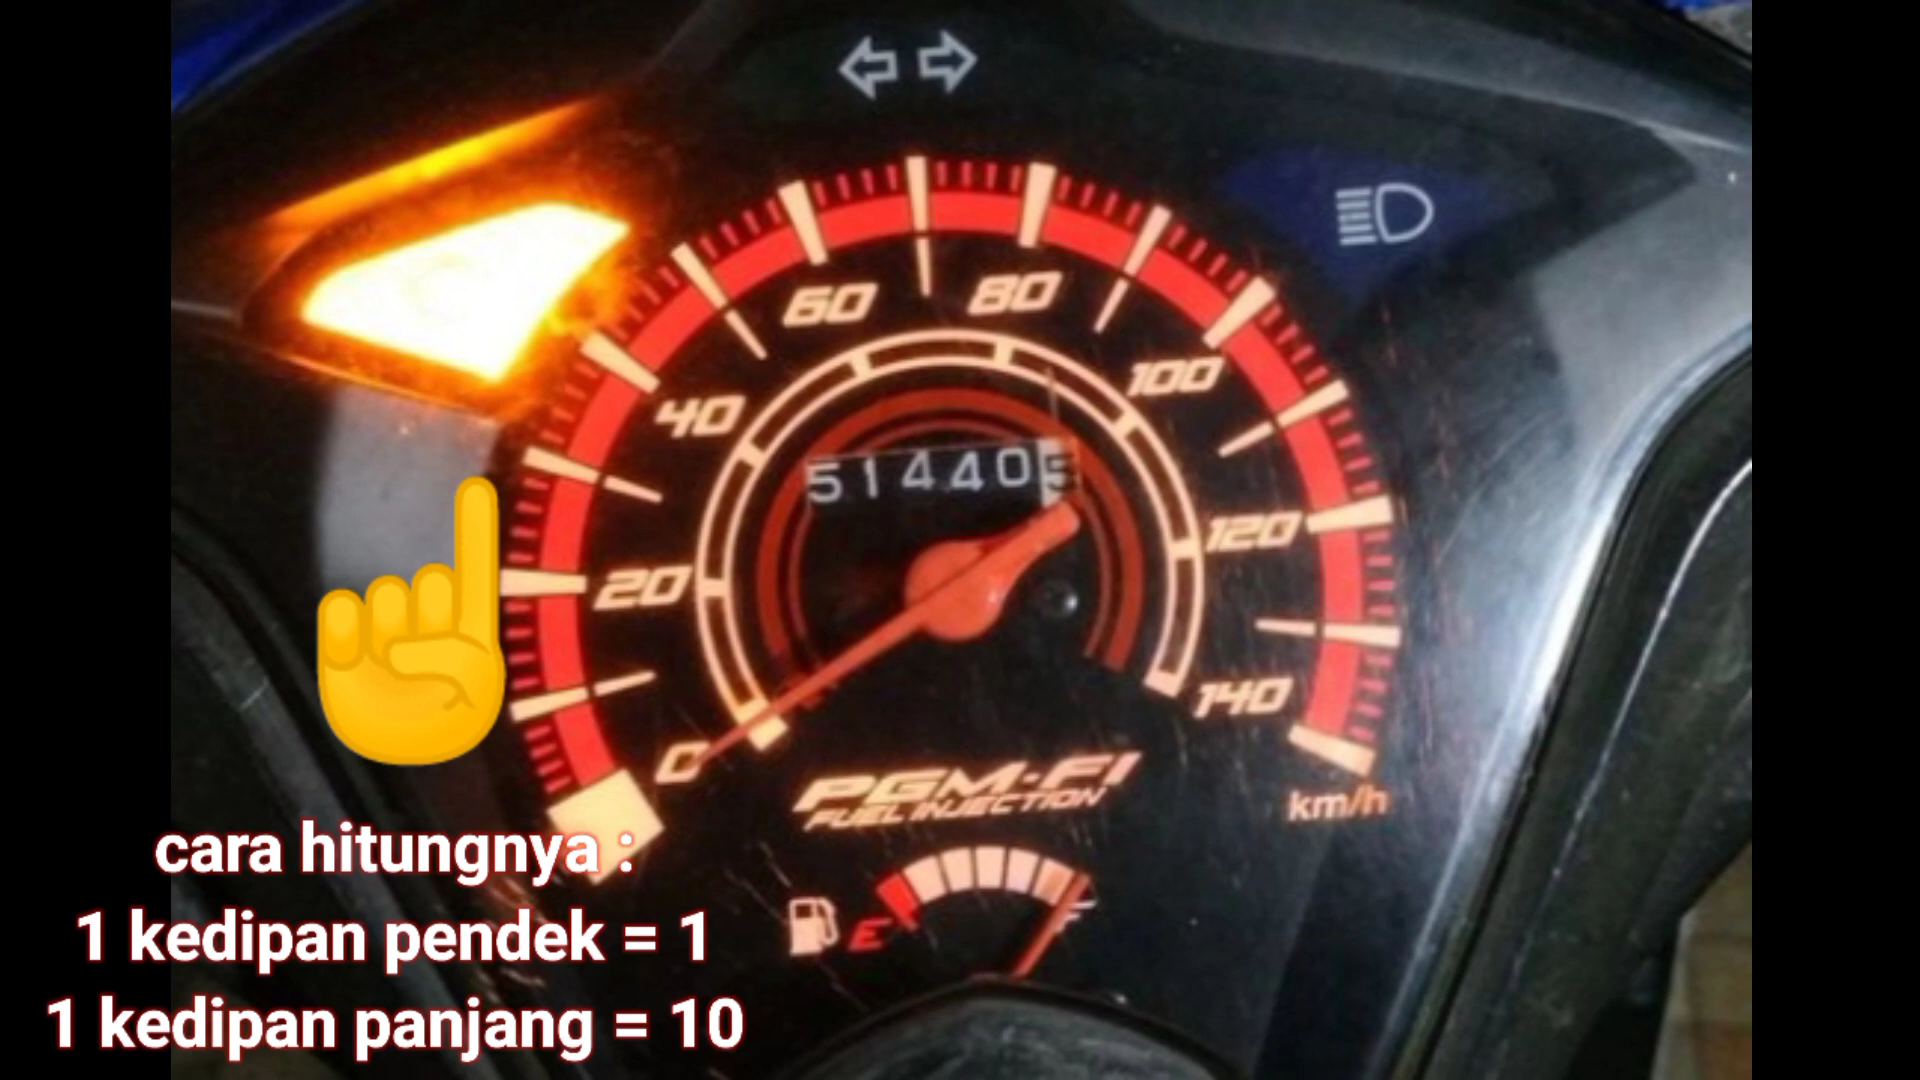 60
80
40
100
514405
20
120
0
140
PGM-FI
FUEL INJECTION
km/h
E
cara hitungnya :
1 kedipan pendek = 1
1 kedipan panjang = 10